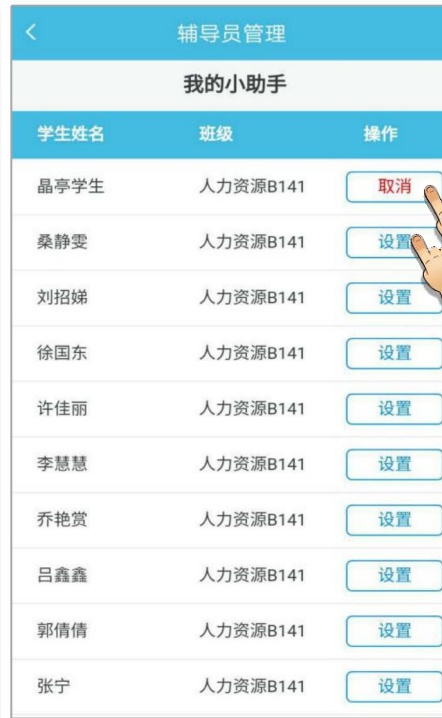 辅导员管理
我的小助手
学生姓名 班级 操作
晶亭学生 人力资源B141 取消
桑静雯 人力资源B141 设置
刘招娣 人力资源B141 设置
徐国东 人力资源B141 设置
许佳丽 人力资源B141 设置
李慧慧 人力资源B141 设置
乔艳赏 人力资源B141 设置
吕鑫鑫 人力资源B141 设置
郭倩倩 人力资源B141 设置
张宁 人力资源B141 设置